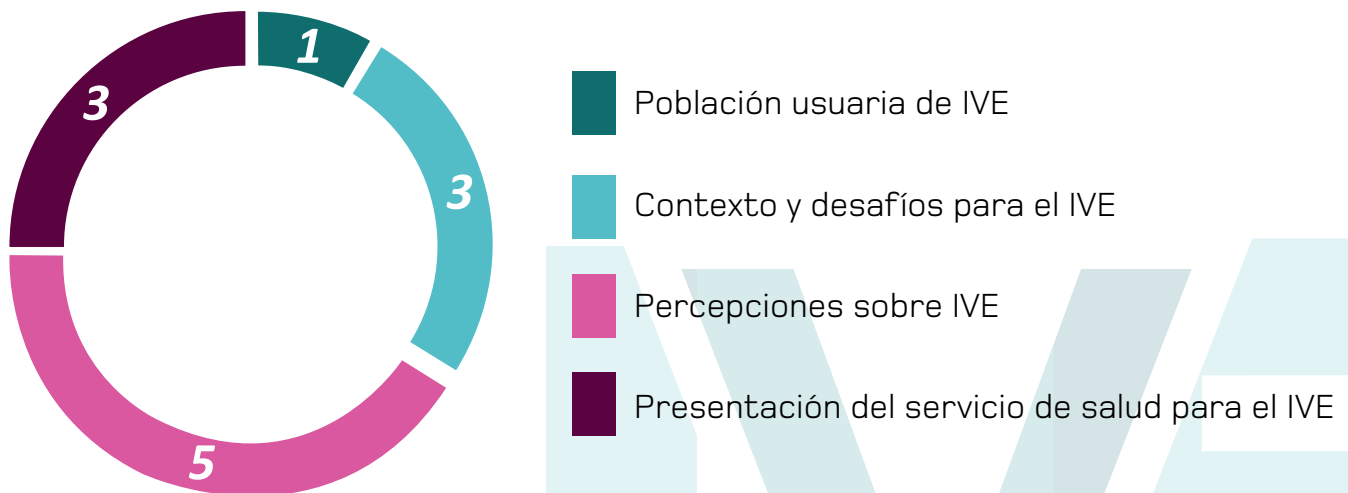 1
3
3
5
Población usuaria de IVE
Contexto y desafíos para el IVE
Percepciones sobre IVE
Presentación del servicio de salud para el IVE